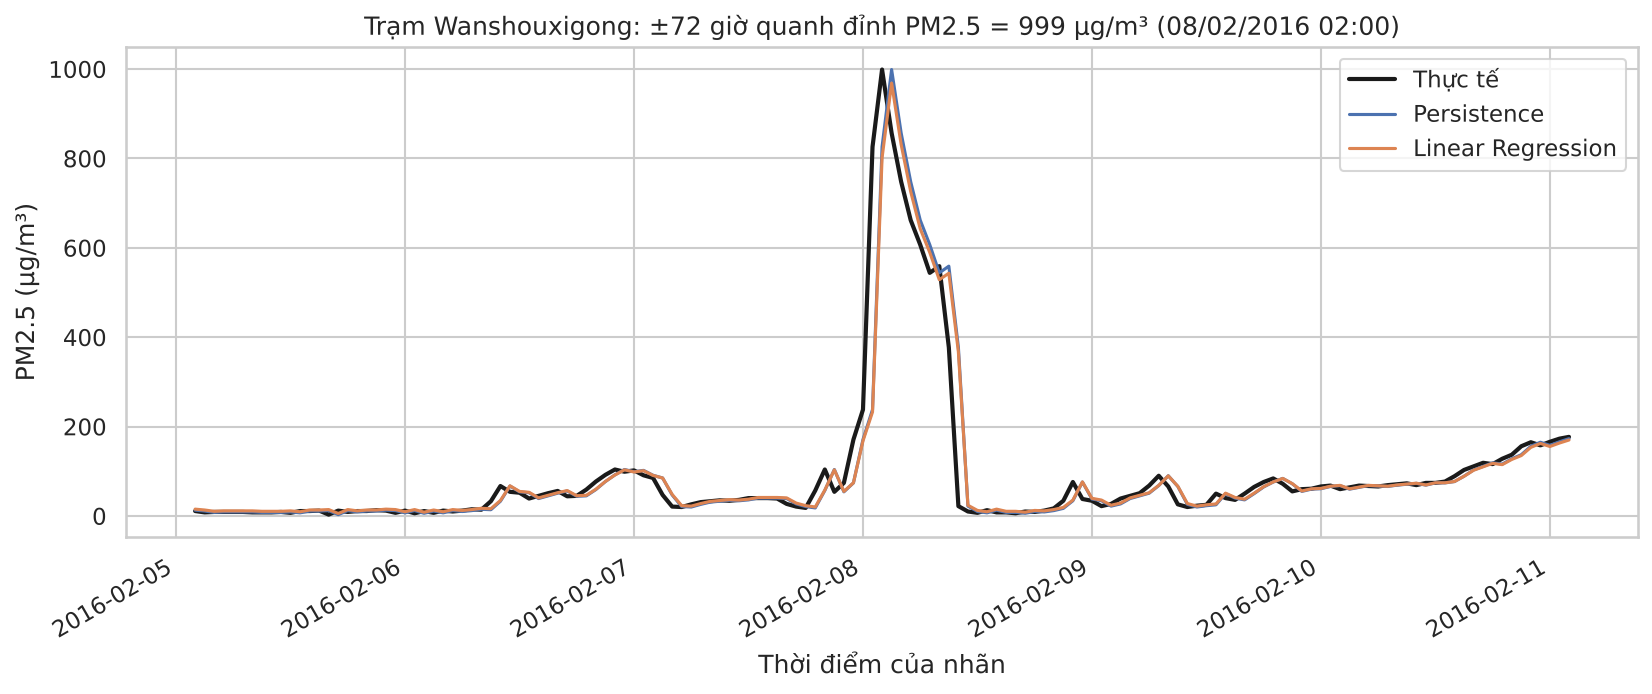 Trạm Wanshouxigong: ±72 giờ quanh đỉnh PM2.5 = 999 µg/m³ (08/02/2016 02:00)
Thực tế
Persistence
Linear Regression
PM2.5 (µg/m³)
1000
800
600
400
200
0
2016-02-05
2016-02-06
2016-02-07
2016-02-08
2016-02-09
2016-02-10
2016-02-11
Thời điểm của nhãn